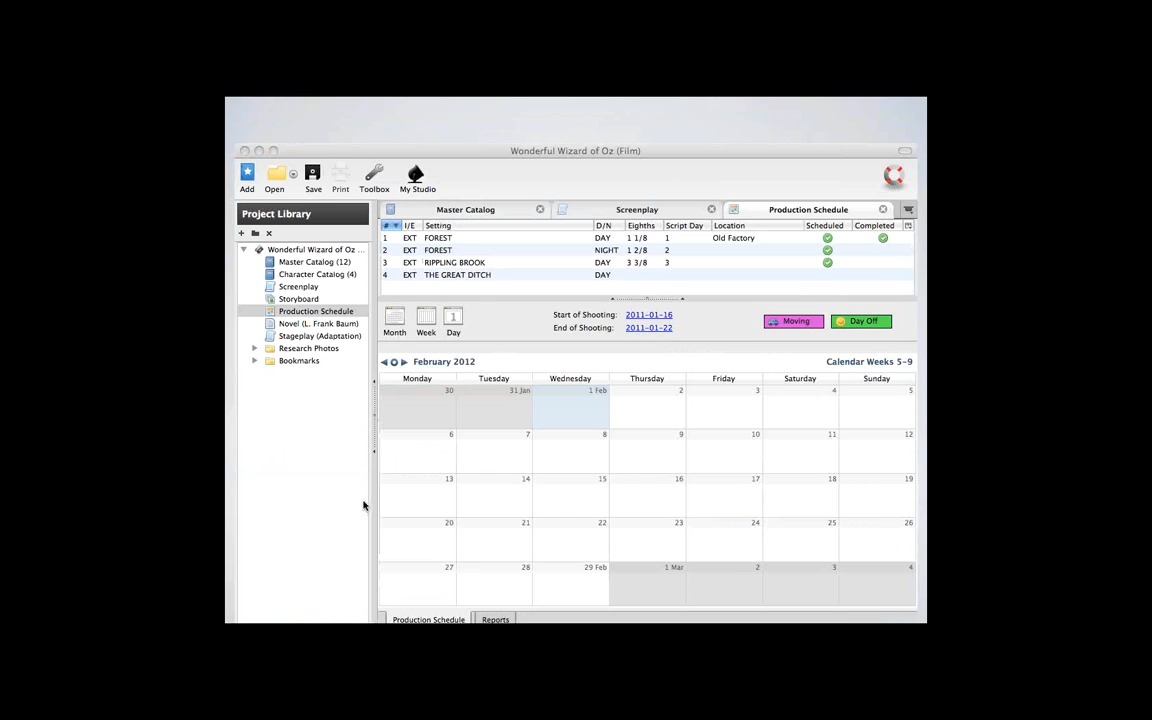 Wonderful Wizard of Oz (Film)
Add Open Save Print Toolbox My Studio
Project Library
Wonderful Wizard of Oz ...
Master Catalog (12)
Character Catalog (4)
Screenplay
Storyboard
Production Schedule
Novel (L. Frank Baum)
Stageplay (Adaptation)
Research Photos
Bookmarks
Master Catalog Screenplay Production Schedule
# I/E Setting D/N Eighths Script Day Location Scheduled Completed
1 EXT FOREST DAY 1 1/8 1 Old Factory
2 EXT FOREST NIGHT 1 2/8 2
3 EXT RIPPLING BROOK DAY 3 3/8 3
4 EXT THE GREAT DITCH DAY
Month Week 1 Day
Start of Shooting: 2011-01-16
End of Shooting: 2011-01-22
Moving Day Off
February 2012 Calendar Weeks 5-9
Monday Tuesday Wednesday Thursday Friday Saturday Sunday
30 31 Jan 1 Feb 2 3 4 5
6 7 8 9 10 11 12
13 14 15 16 17 18 19
20 21 22 23 24 25 26
27 28 29 Feb 1 Mar 2 3 4
Production Schedule Reports